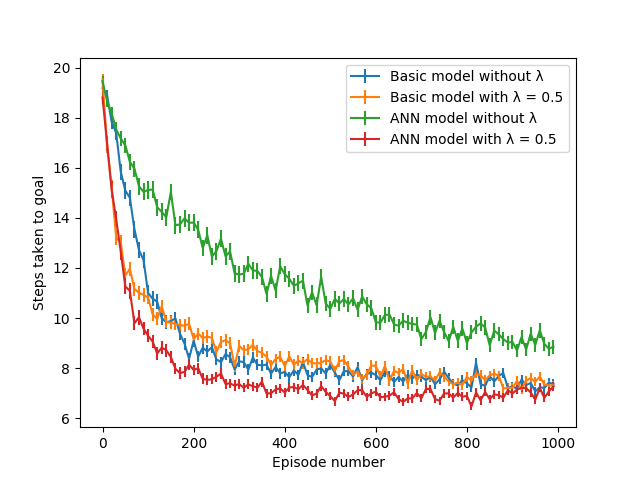 Basic model without λ
Basic model with λ = 0.5
ANN model without λ
ANN model with λ = 0.5
20
18
16
14
12
10
8
6
Steps taken to goal
0 200 400 600 800 1000
Episode number